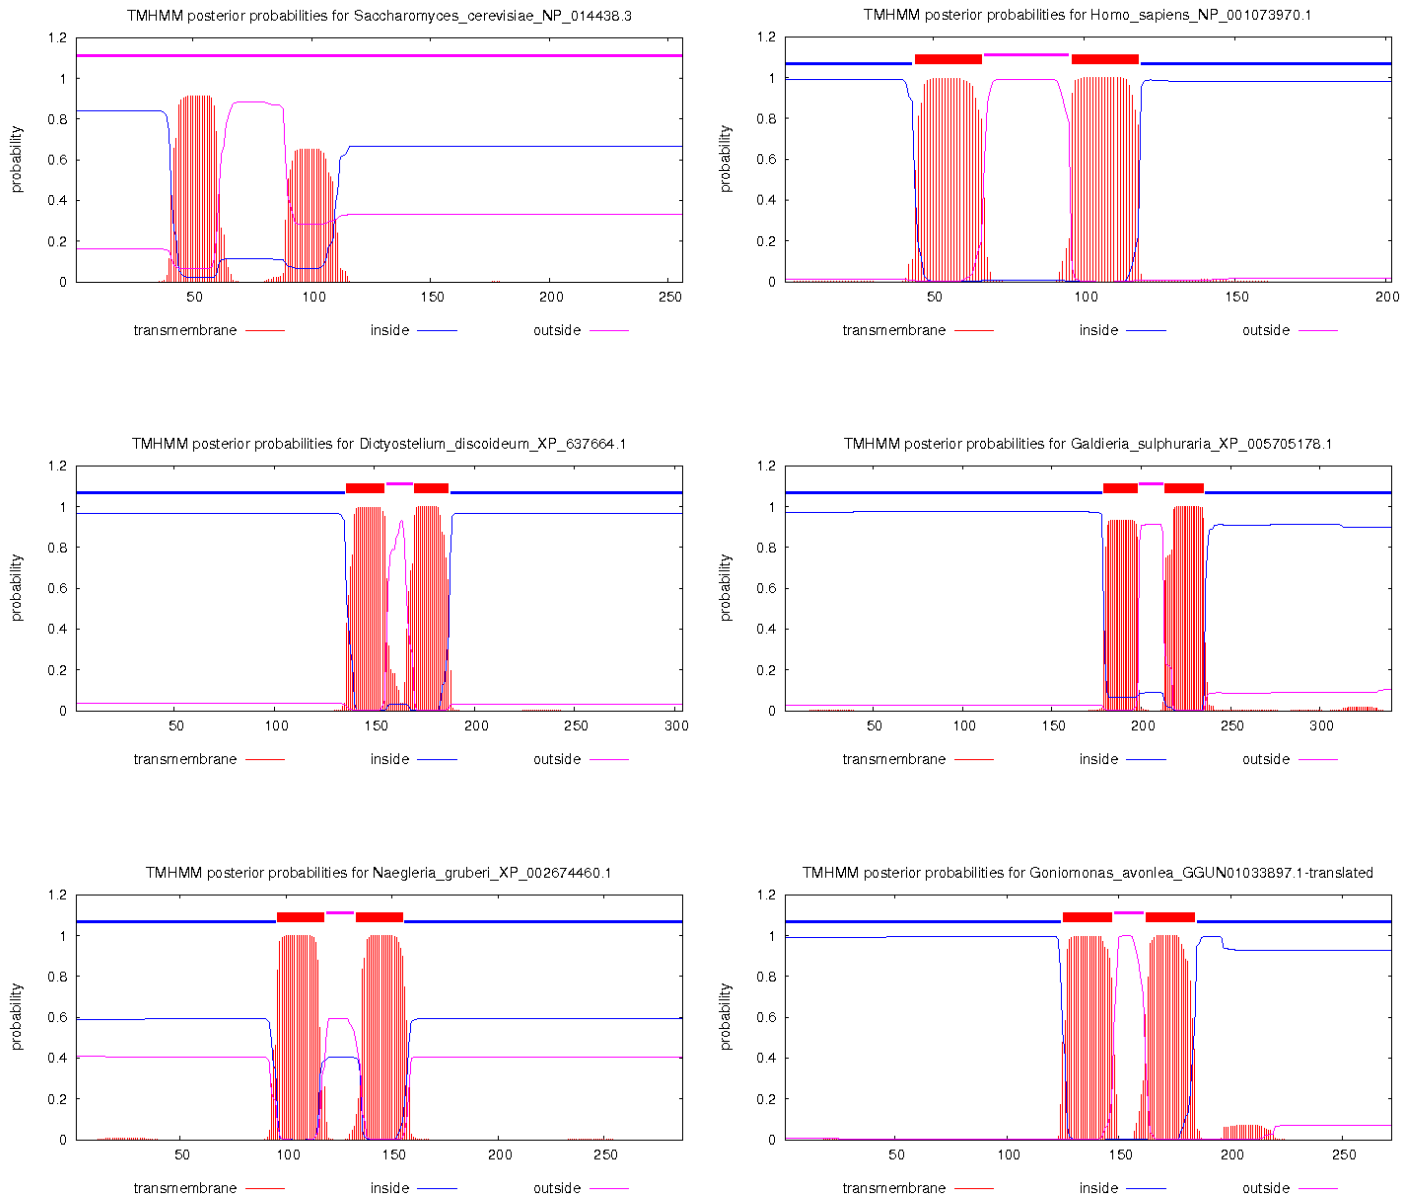 TMHMM posterior probabilities for Saccharomyces_cerevisiae_NP_014438.3
1.2
1
0.8
0.6
0.4
0.2
0
probability
50 100 150 200 250
transmembrane inside outside
TMHMM posterior probabilities for Homo_sapiens_NP_001073970.1
1.2
1
0.8
0.6
0.4
0.2
0
probability
50 100 150 200
transmembrane inside outside
TMHMM posterior probabilities for Dictyostelium_discoideum_XP_637664.1
1.2
1
0.8
0.6
0.4
0.2
0
probability
50 100 150 200 250 300
transmembrane inside outside
TMHMM posterior probabilities for Galdieria_sulphuraria_XP_005705178.1
1.2
1
0.8
0.6
0.4
0.2
0
probability
50 100 150 200 250 300
transmembrane inside outside
TMHMM posterior probabilities for Naegleria_gruberi_XP_002674460.1
1.2
1
0.8
0.6
0.4
0.2
0
probability
50 100 150 200 250
transmembrane inside outside
TMHMM posterior probabilities for Goniomonas_avonlea_GGUN01033897.1-translated
1.2
1
0.8
0.6
0.4
0.2
0
probability
50 100 150 200 250
transmembrane inside outside